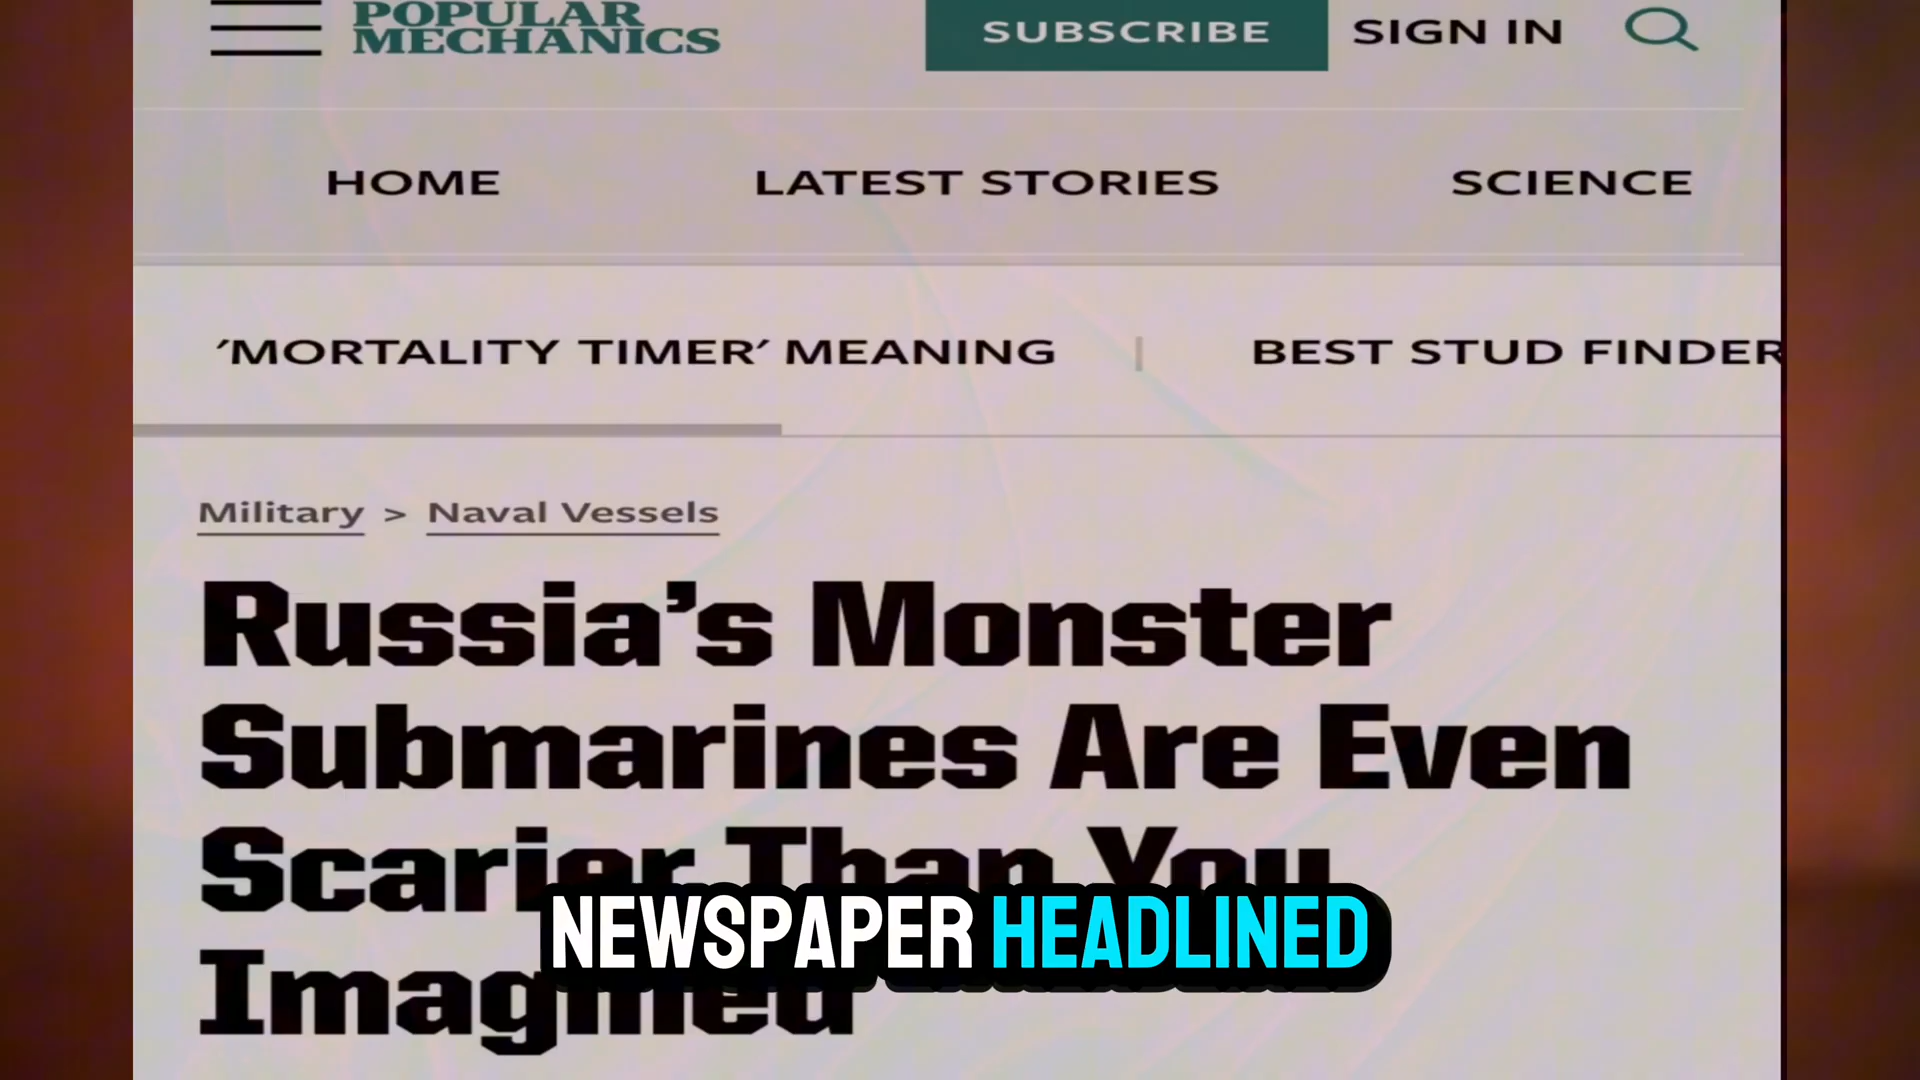 POPULAR
MECHANICS
SUBSCRIBE
SIGN IN
HOME
LATEST STORIES
SCIENCE
'MORTALITY TIMER' MEANING
|
BEST STUD FINDER
Military > Naval Vessels
Russia’s Monster
Submarines Are Even
Scarier Than You
Imagined
NEWSPAPER HEADLINED